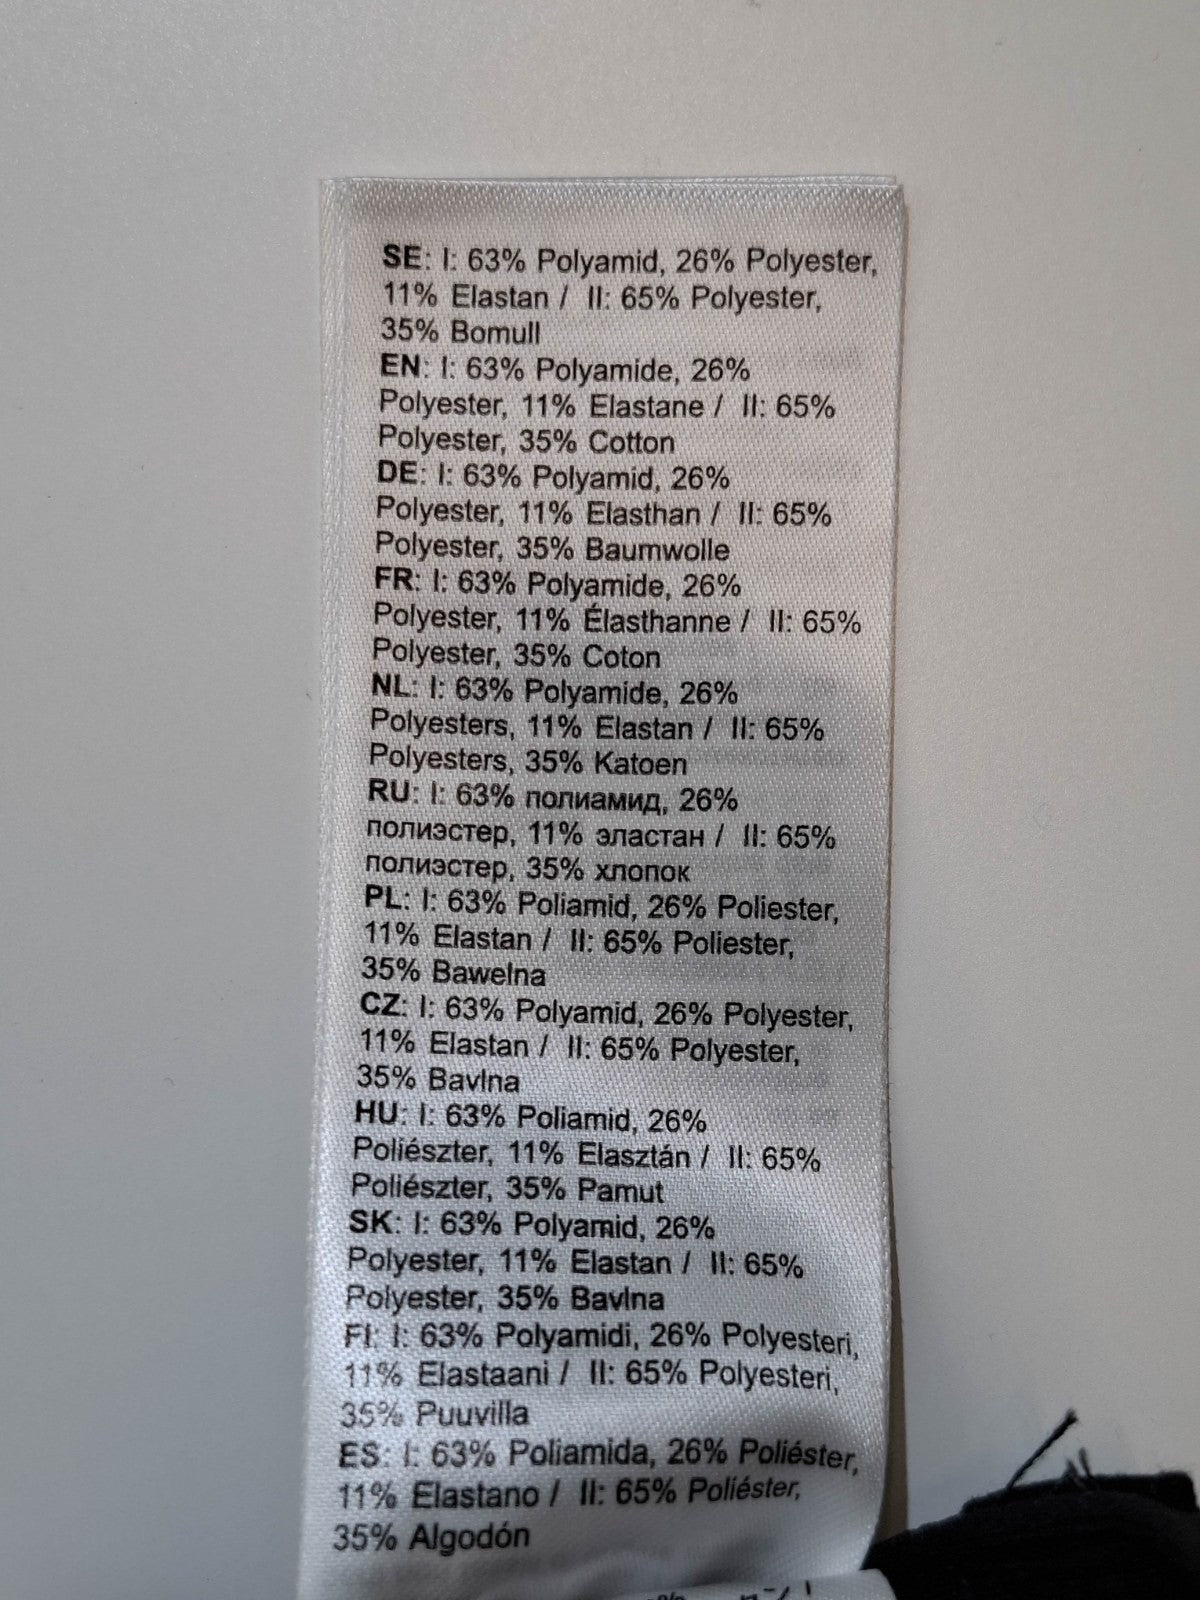 SE: I: 63% Polyamid, 26% Polyester,
11% Elastan / II: 65% Polyester,
35% Bomull
EN: I: 63% Polyamide, 26%
Polyester, 11% Elastane / II: 65%
Polyester, 35% Cotton
DE: I: 63% Polyamid, 26%
Polyester, 11% Elasthan / II: 65%
Polyester, 35% Baumwolle
FR: I: 63% Polyamide, 26%
Polyester, 11% Élasthanne / II: 65%
Polyester, 35% Coton
NL: I: 63% Polyamide, 26%
Polyesters, 11% Elastan / II: 65%
Polyesters, 35% Katoen
RU: I: 63% полиамид, 26%
полиэстер, 11% эластан / II: 65%
полиэстер, 35% хлопок
PL: I: 63% Poliamid, 26% Poliester,
11% Elastan / II: 65% Poliester,
35% Bawełna
CZ: I: 63% Polyamid, 26% Polyester,
11% Elastan / II: 65% Polyester,
35% Bavlna
HU: I: 63% Poliamid, 26%
Poliészter, 11% Elasztán / II: 65%
Poliészter, 35% Pamut
SK: I: 63% Polyamid, 26%
Polyester, 11% Elastan / II: 65%
Polyester, 35% Bavlna
FI: I: 63% Polyamidi, 26% Polyesteri,
11% Elastaani / II: 65% Polyesteri,
35% Puuvilla
ES: I: 63% Poliamida, 26% Poliéster,
11% Elastano / II: 65% Poliéster,
35% Algodón